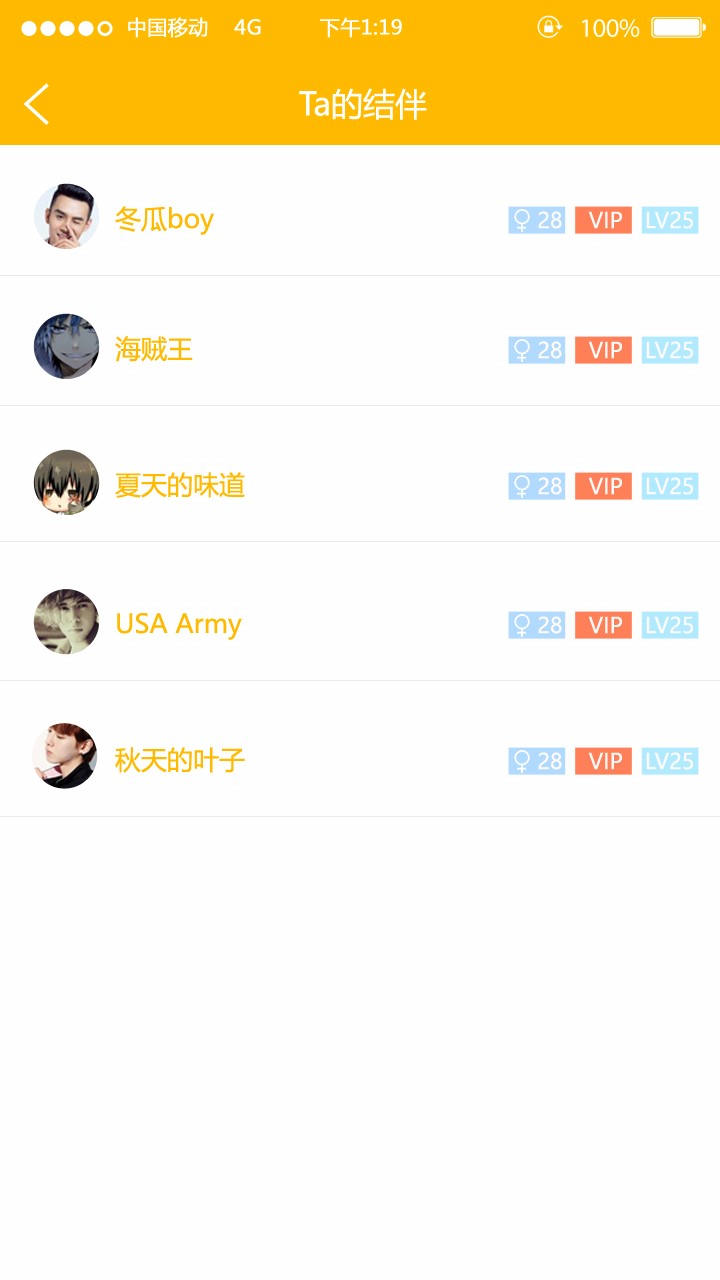 中国移动 4G 下午1:19 100%
Ta的结伴
冬瓜boy ♀ 28 VIP LV25
海贼王 ♀ 28 VIP LV25
夏天的味道 ♀ 28 VIP LV25
USA Army ♀ 28 VIP LV25
秋天的叶子 ♀ 28 VIP LV25